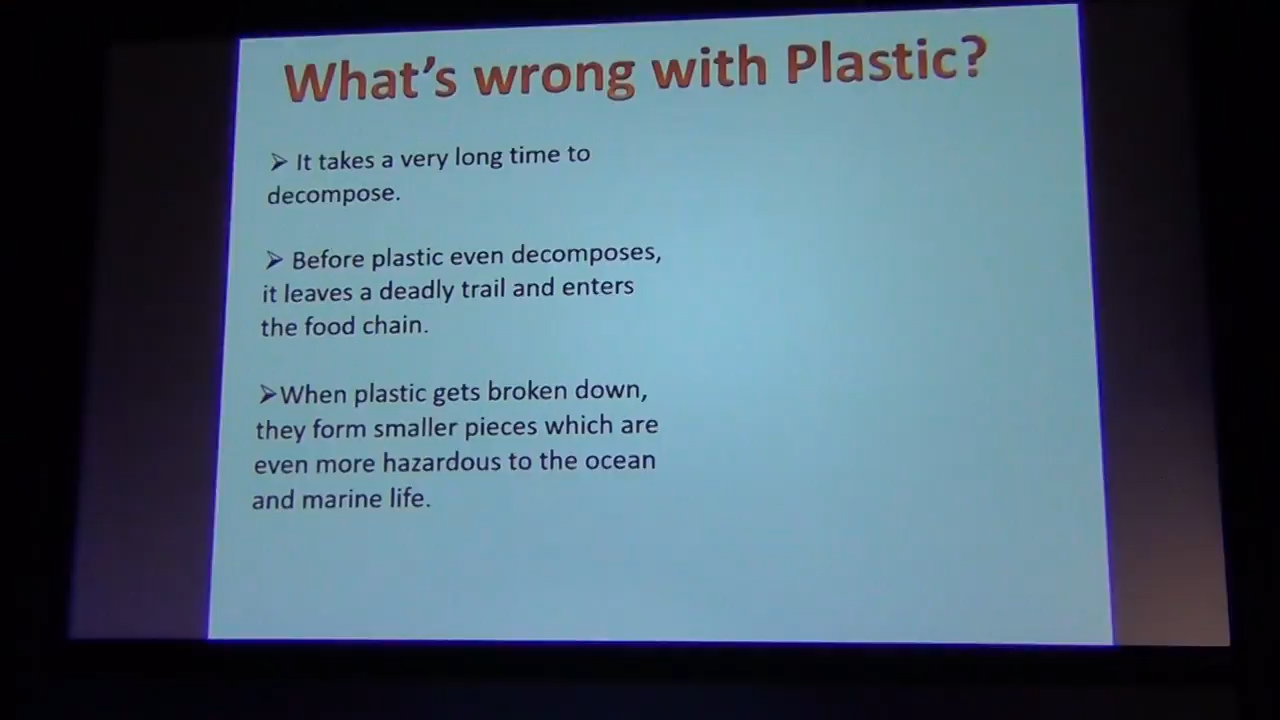 What's wrong with Plastic?
➢ It takes a very long time to
decompose.
➢ Before plastic even decomposes,
it leaves a deadly trail and enters
the food chain.
➢When plastic gets broken down,
they form smaller pieces which are
even more hazardous to the ocean
and marine life.